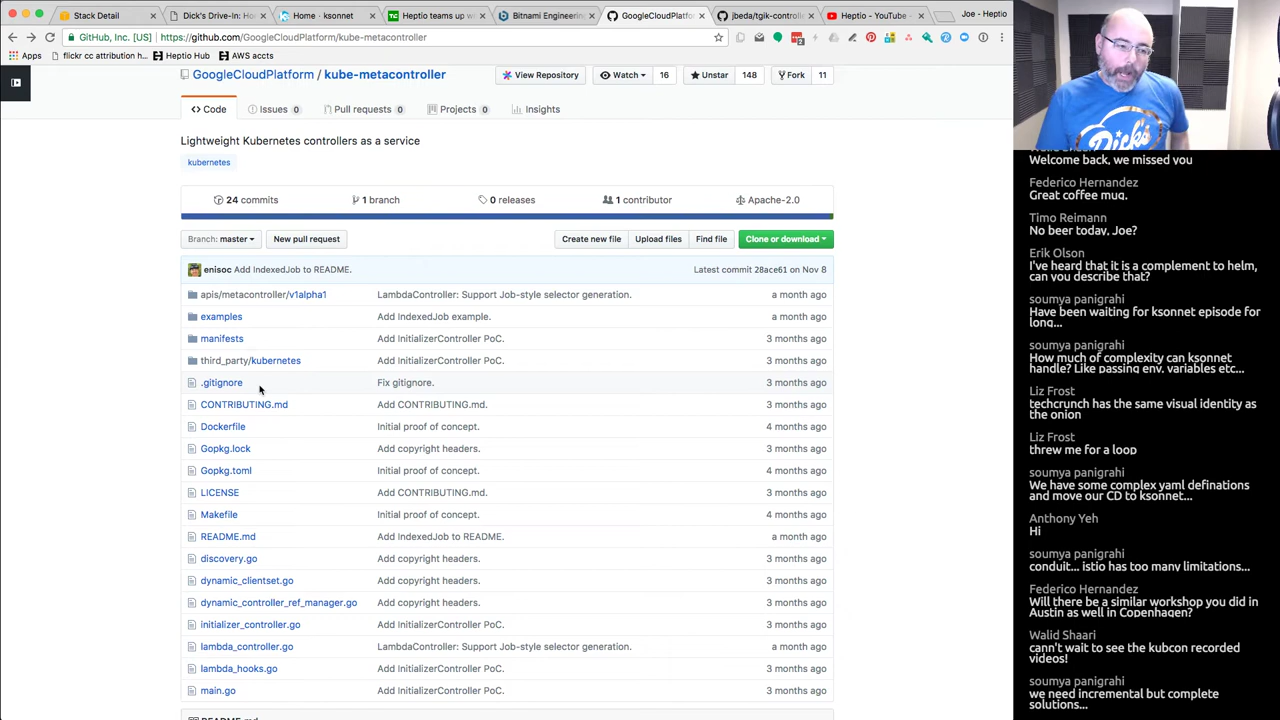 Stack Detail
Dick's Drive-In: Ho
Home · ksonnet
Heptio teams up wi
Bitnami Engineering
GoogleCloudPlatfor
jbeda/tgik-controlle
Heptio - YouTube -
Joe - Heptio
GitHub, Inc. [US]
https://github.com/GoogleCloudPlatform/kube-metacontroller
Apps
flickr cc attribution h...
Heptio Hub
AWS accts
GoogleCloudPlatform / kube-metacontroller
View Repository
Watch
16
Unstar
148
Fork
11
Code
Issues 0
Pull requests 0
Projects 0
Insights
Lightweight Kubernetes controllers as a service
kubernetes
24 commits
1 branch
0 releases
1 contributor
Apache-2.0
Branch: master
New pull request
Create new file
Upload files
Find file
Clone or download
enisoc Add IndexedJob to README.
Latest commit 28ace61 on Nov 8
apis/metacontroller/v1alpha1
LambdaController: Support Job-style selector generation.
a month ago
examples
Add IndexedJob example.
a month ago
manifests
Add InitializerController PoC.
3 months ago
third_party/kubernetes
Add InitializerController PoC.
3 months ago
.gitignore
Fix gitignore.
3 months ago
CONTRIBUTING.md
Add CONTRIBUTING.md.
3 months ago
Dockerfile
Initial proof of concept.
4 months ago
Gopkg.lock
Add copyright headers.
3 months ago
Gopkg.toml
Initial proof of concept.
4 months ago
LICENSE
Add CONTRIBUTING.md.
3 months ago
Makefile
Initial proof of concept.
4 months ago
README.md
Add IndexedJob to README.
a month ago
discovery.go
Add copyright headers.
3 months ago
dynamic_clientset.go
Add copyright headers.
3 months ago
dynamic_controller_ref_manager.go
Add copyright headers.
3 months ago
initializer_controller.go
Add InitializerController PoC.
3 months ago
lambda_controller.go
LambdaController: Support Job-style selector generation.
a month ago
lambda_hooks.go
Add InitializerController PoC.
3 months ago
main.go
Add InitializerController PoC.
3 months ago
README.md
Dick's
Welcome back, we missed you
Federico Hernandez
Great coffee mug.
Timo Reimann
No beer today, Joe?
Erik Olson
I've heard that it is a complement to helm,
can you describe that?
soumya panigrahi
Have been waiting for ksonnet episode for
long...
soumya panigrahi
How much of complexity can ksonnet
handle? Like passing env. variables etc...
Liz Frost
techcrunch has the same visual identity as
the onion
Liz Frost
threw me for a loop
soumya panigrahi
We have some complex yaml definations
and move our CD to ksonnet...
Anthony Yeh
Hi
soumya panigrahi
conduit... istio has too many limitations...
Federico Hernandez
Will there be a similar workshop you did in
Austin as well in Copenhagen?
Walid Shaari
cann't wait to see the kubcon recorded
videos!
soumya panigrahi
we need incremental but complete
solutions...